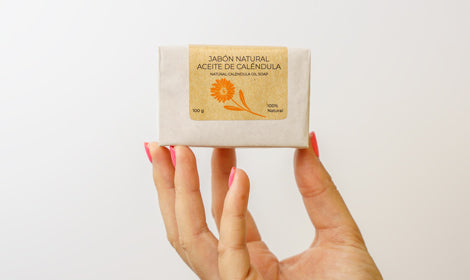 JABÓN NATURAL
ACEITE DE CALÉNDULA
NATURAL CALENDULA OIL SOAP
100 g
100%
Natural